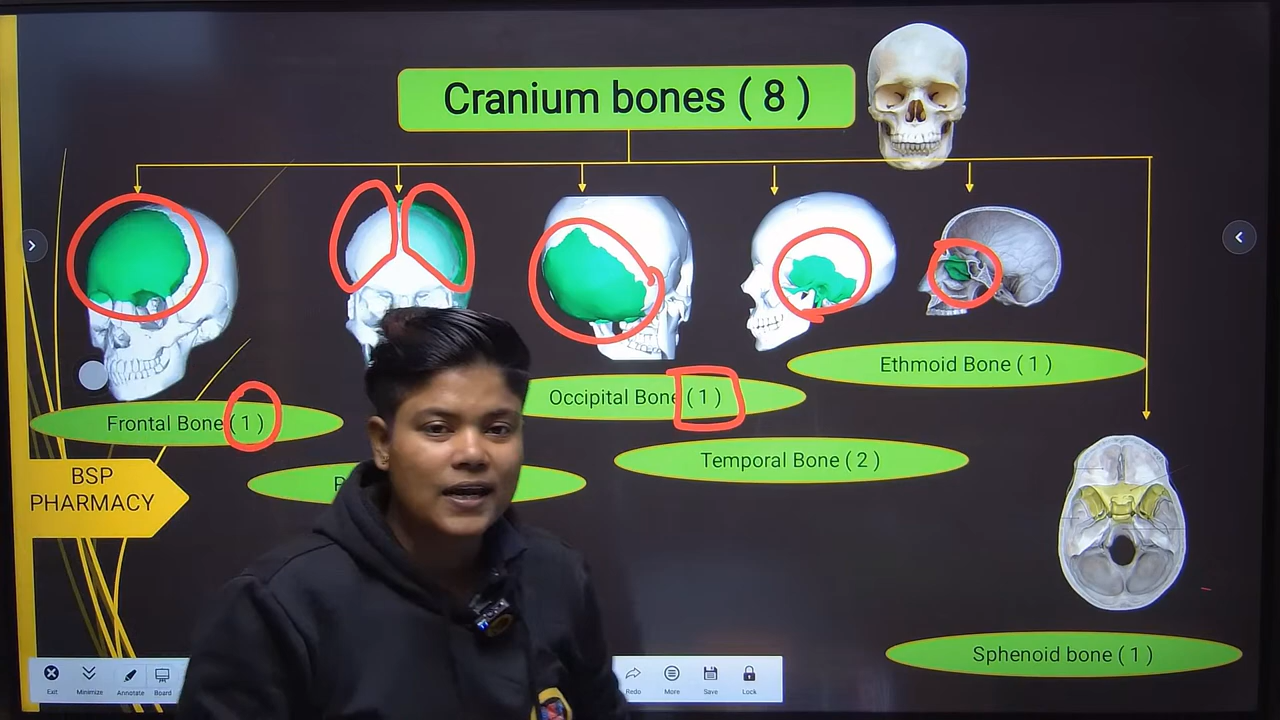 Cranium bones ( 8 )
Frontal Bone ( 1 )
Occipital Bone ( 1 )
Temporal Bone ( 2 )
Ethmoid Bone ( 1 )
Sphenoid bone ( 1 )
BSP
PHARMACY
Exit
Minimize
Annotate
Board
Redo
More
Save
Lock